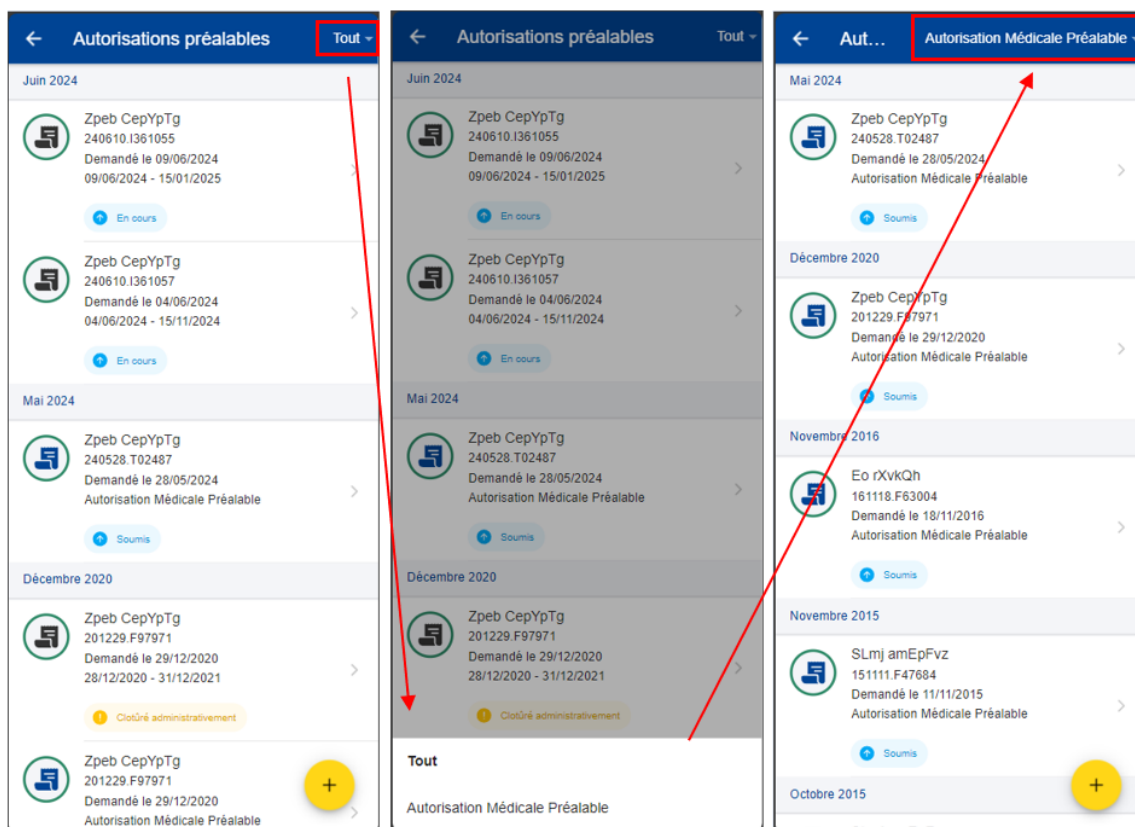 Autorisations préalables
Tout
Juin 2024
Zpeb CepYpTg
240610.I361055
Demandé le 09/06/2024
09/06/2024 - 15/01/2025
En cours
Zpeb CepYpTg
240610.I361057
Demandé le 04/06/2024
04/06/2024 - 15/11/2024
En cours
Mai 2024
Zpeb CepYpTg
240528.T02487
Demandé le 28/05/2024
Autorisation Médicale Préalable
Soumis
Décembre 2020
Zpeb CepYpTg
201229.F97971
Demandé le 29/12/2020
28/12/2020 - 31/12/2021
Clotûré administrativement
Zpeb CepYpTg
201229.F97971
Demandé le 29/12/2020
Autorisation Médicale Préalable
Autorisations préalables
Tout
Juin 2024
Zpeb CepYpTg
240610.I361055
Demandé le 09/06/2024
09/06/2024 - 15/01/2025
En cours
Zpeb CepYpTg
240610.I361057
Demandé le 04/06/2024
04/06/2024 - 15/11/2024
En cours
Mai 2024
Zpeb CepYpTg
240528.T02487
Demandé le 28/05/2024
Autorisation Médicale Préalable
Soumis
Décembre 2020
Zpeb CepYpTg
201229.F97971
Demandé le 29/12/2020
28/12/2020 - 31/12/2021
Clotûré administrativement
Tout
Autorisation Médicale Préalable
Aut...
Autorisation Médicale Préalable
Mai 2024
Zpeb CepYpTg
240528.T02487
Demandé le 28/05/2024
Autorisation Médicale Préalable
Soumis
Décembre 2020
Zpeb CepYpTg
201229.F97971
Demandé le 29/12/2020
Autorisation Médicale Préalable
Soumis
Novembre 2016
Eo rXvkQh
161118.F63004
Demandé le 18/11/2016
Autorisation Médicale Préalable
Soumis
Novembre 2015
SLmj amEpFvz
151111.F47684
Demandé le 11/11/2015
Autorisation Médicale Préalable
Soumis
Octobre 2015